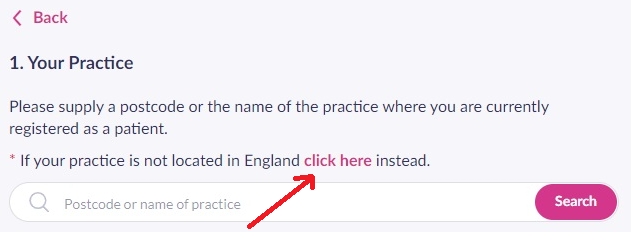 Back
1. Your Practice
Please supply a postcode or the name of the practice where you are currently
registered as a patient.
* If your practice is not located in England click here instead.
Postcode or name of practice
Search